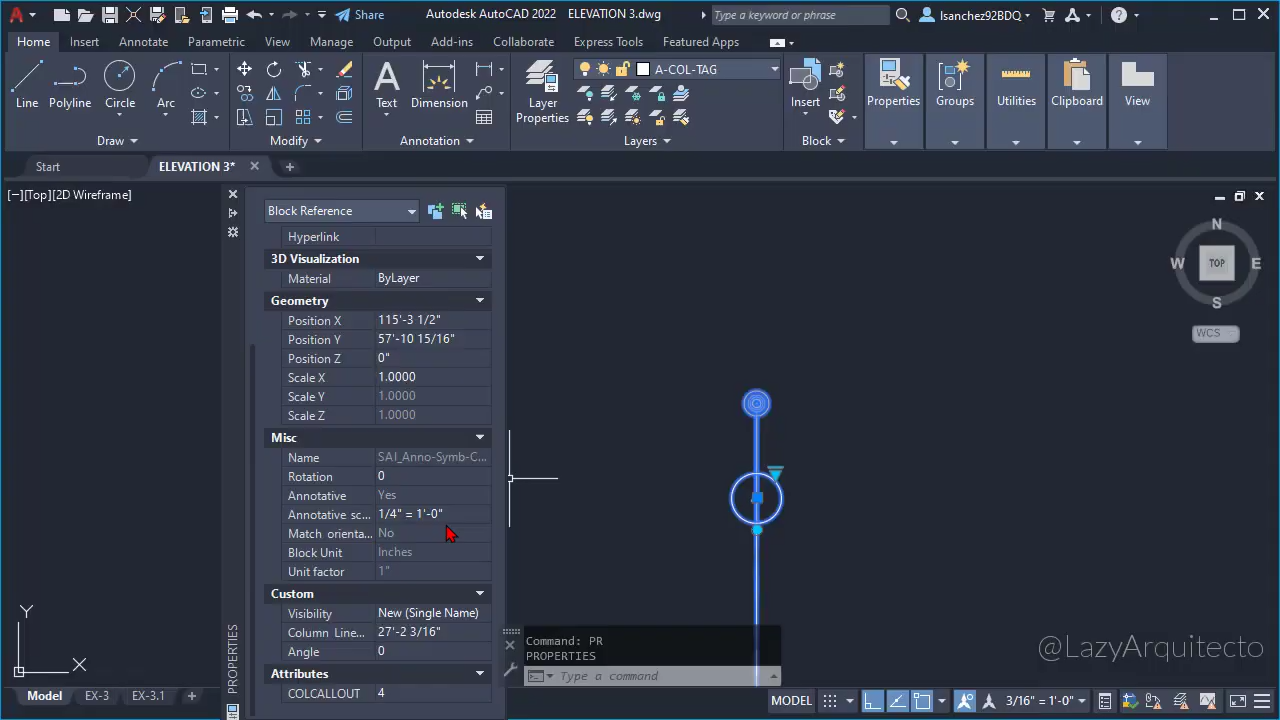 Share
Autodesk AutoCAD 2022 ELEVATION 3.dwg
Type a keyword or phrase
lsanchez92BDQ
Home Insert Annotate Parametric View Manage Output Add-ins Collaborate Express Tools Featured Apps
Line Polyline Circle Arc
Draw
Modify
Text Dimension
Annotation
Layer Properties
A-COL-TAG
Layers
Insert
Block
Properties Groups Utilities Clipboard View
Start ELEVATION 3*
[−][Top][2D Wireframe]
Block Reference
Hyperlink
3D Visualization
Material ByLayer
Geometry
Position X 115'-3 1/2"
Position Y 57'-10 15/16"
Position Z 0"
Scale X 1.0000
Scale Y 1.0000
Scale Z 1.0000
Misc
Name SAI_Anno-Symb-C...
Rotation 0
Annotative Yes
Annotative sc... 1/4" = 1'-0"
Match orienta... No
Block Unit Inches
Unit factor 1"
Custom
Visibility New (Single Name)
Column Line... 27'-2 3/16"
Angle 0
Attributes
COLCALLOUT 4
PROPERTIES
N
W TOP E
S
WCS
Y
X
Command: PR
PROPERTIES
Type a command
@LazyArquitecto
Model EX-3 EX-3.1
MODEL
3/16" = 1'-0"